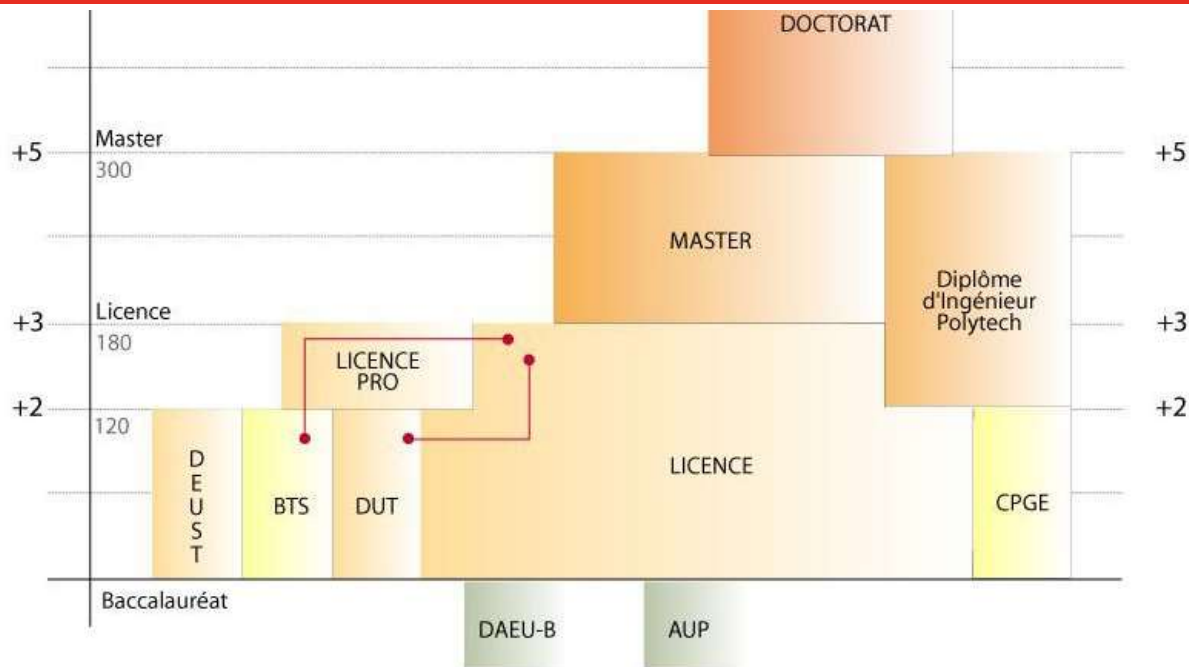 DOCTORAT
Master
+5
300
+5
MASTER
Diplôme
d'Ingénieur
Polytech
Licence
+3
180
+3
LICENCE
PRO
+2
120
+2
D
E
U
S
T
BTS
DUT
LICENCE
CPGE
Baccalauréat
DAEU-B
AUP